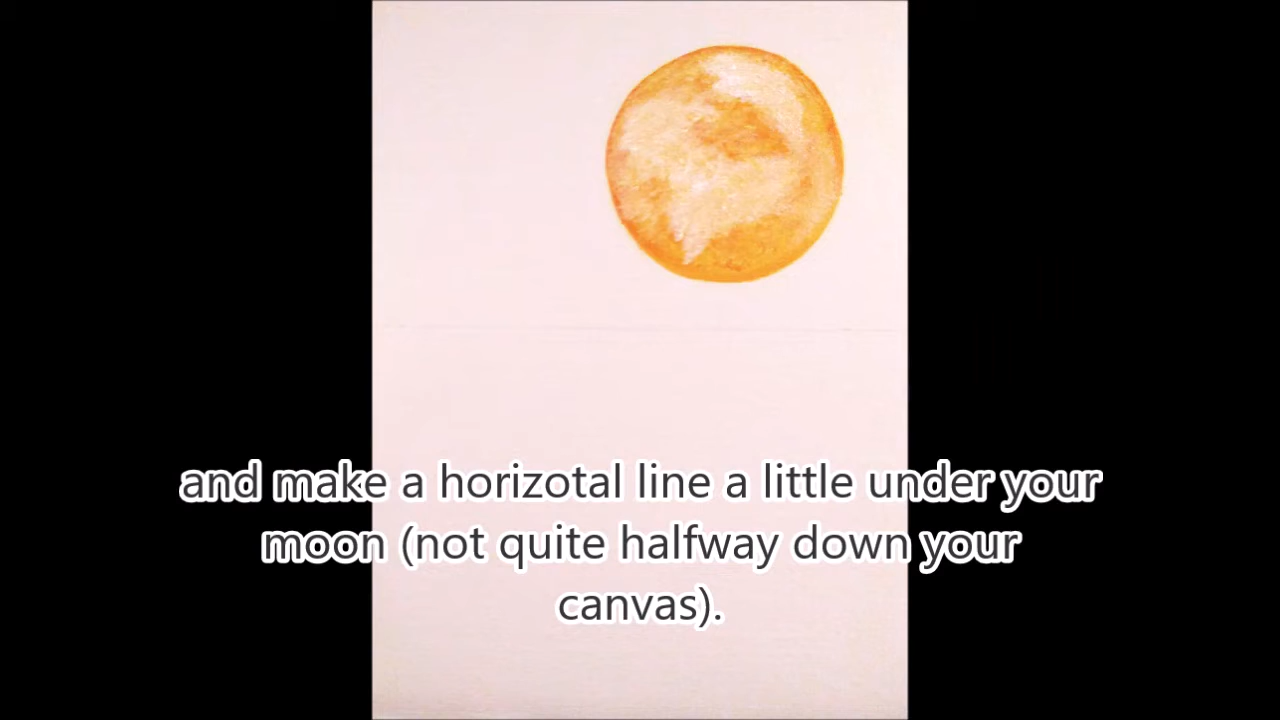 and make a horizotal line a little under your
moon (not quite halfway down your
canvas).